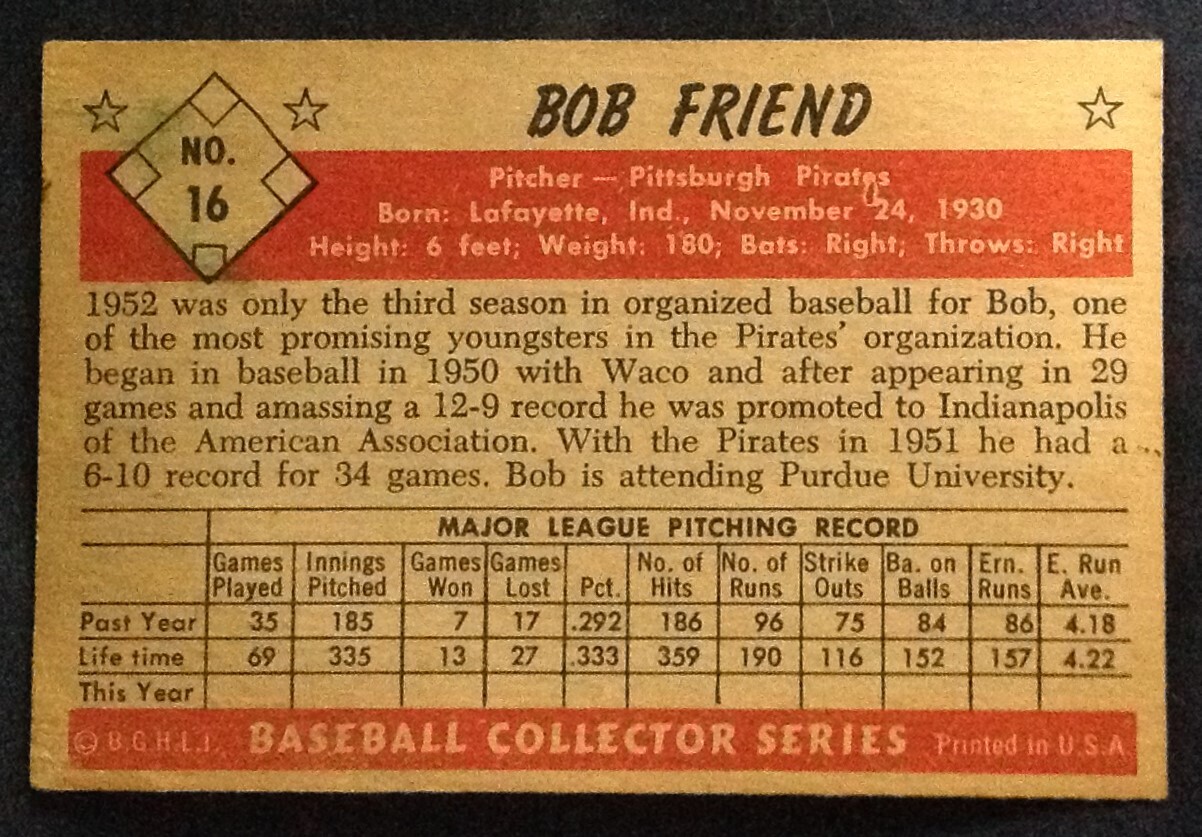 NO.
16
BOB FRIEND
Pitcher — Pittsburgh Pirates
Born: Lafayette, Ind., November 24, 1930
Height: 6 feet; Weight: 180; Bats: Right; Throws: Right
1952 was only the third season in organized baseball for Bob, one
of the most promising youngsters in the Pirates' organization. He
began in baseball in 1950 with Waco and after appearing in 29
games and amassing a 12-9 record he was promoted to Indianapolis
of the American Association. With the Pirates in 1951 he had a
6-10 record for 34 games. Bob is attending Purdue University.
MAJOR LEAGUE PITCHING RECORD
Games Played Innings Pitched Games Won Games Lost Pct. No. of Hits No. of Runs Strike Outs Ba. on Balls Ern. Runs E. Run Ave.
Past Year 35 185 7 17 .292 186 96 75 84 86 4.18
Life time 69 335 13 27 .333 359 190 116 152 157 4.22
This Year
© B.G.H.L.I. BASEBALL COLLECTOR SERIES Printed in U.S.A